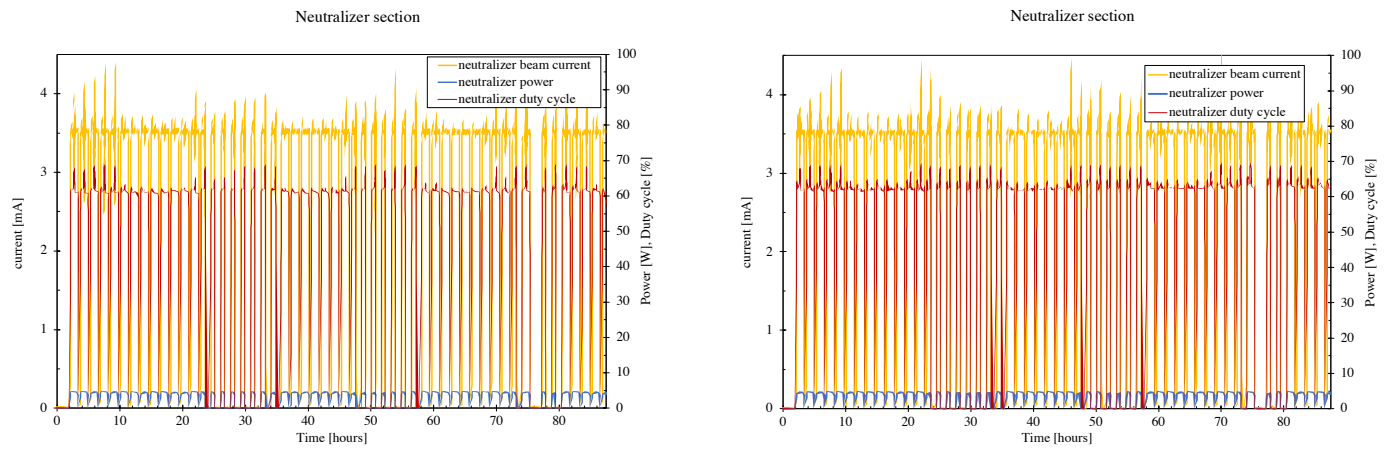 Neutralizer section
neutralizer beam current
neutralizer power
neutralizer duty cycle
current [mA]
4
3
2
1
0
100
90
80
70
60
50
40
30
20
10
0
Power [W], Duty cycle [%]
0 10 20 30 40 50 60 70 80
Time [hours]
Neutralizer section
neutralizer beam current
neutralizer power
neutralizer duty cycle
current [mA]
4
3
2
1
0
100
90
80
70
60
50
40
30
20
10
0
Power [W], Duty cycle [%]
0 10 20 30 40 50 60 70 80
Time [hours]